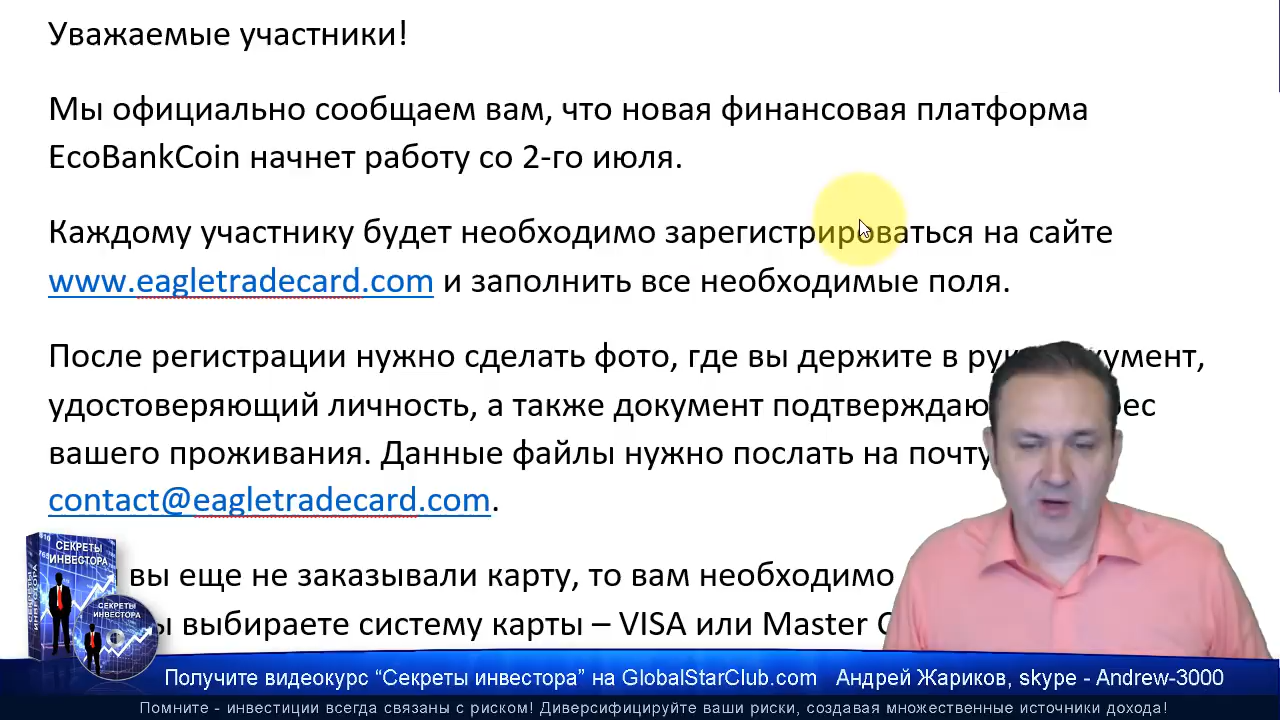 Уважаемые участники!
Мы официально сообщаем вам, что новая финансовая платформа
EcoBankCoin начнет работу со 2-го июля.
Каждому участнику будет необходимо зарегистрироваться на сайте
www.eagletradecard.com и заполнить все необходимые поля.
После регистрации нужно сделать фото, где вы держите в
удостоверяющий личность, а также документ
вашего проживания. Данные файлы нужно послать на почту
contact@eagletradecard.com.
вы еще не заказывали карту, то вам необходимо
выбираете систему карты – VISA или Master
СЕКРЕТЫ
ИНВЕСТОРА
СЕКРЕТЫ
ИНВЕСТОРА
Получите видеокурс “Секреты инвестора” на GlobalStarClub.com Андрей Жариков, skype - Andrew-3000
Помните - инвестиции всегда связаны с риском! Диверсифицируйте ваши риски, создавая множественные источники дохода!